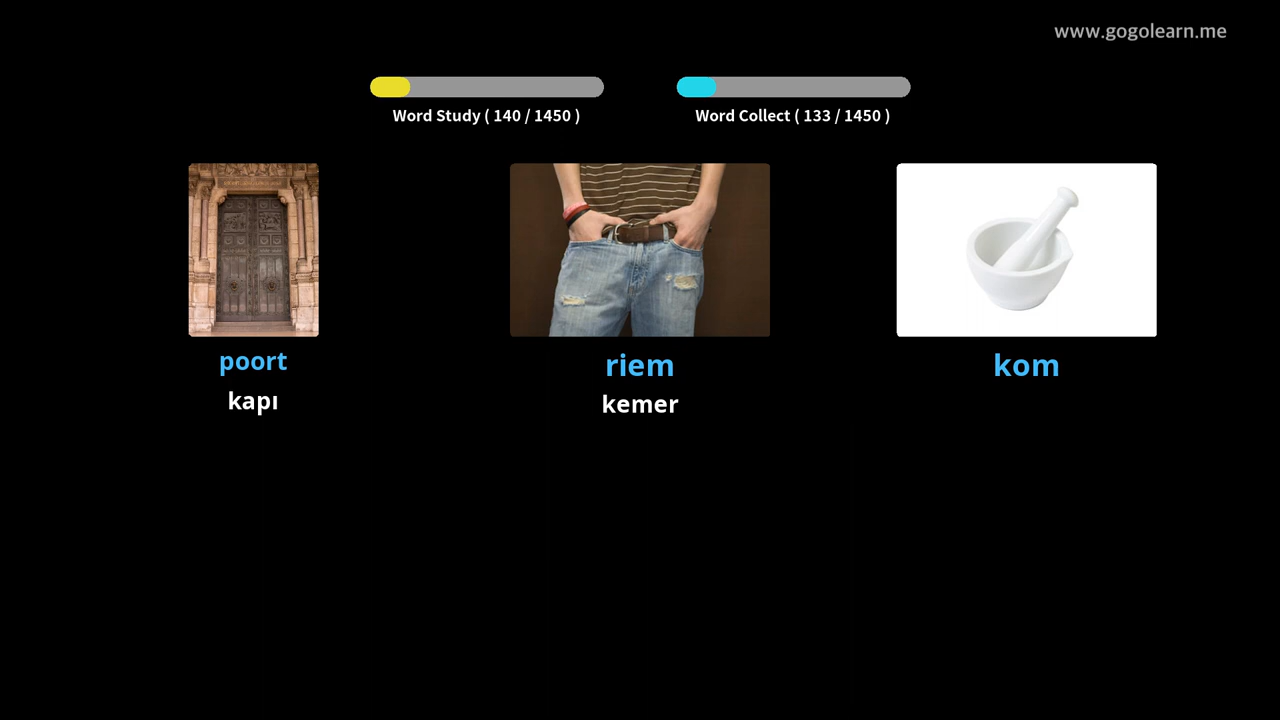 www.gogolearn.me
Word Study ( 140 / 1450 )
Word Collect ( 133 / 1450 )
poort
riem
kom
kapı
kemer